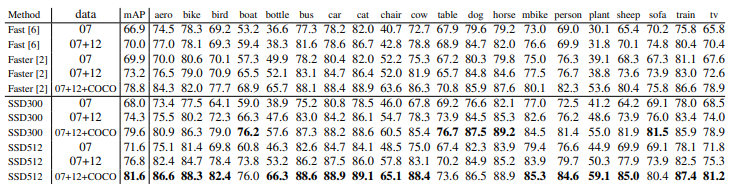 Method data mAP aero bike bird boat bottle bus car cat chair cow table dog horse mbike person plant sheep sofa train tv
Fast [6] 07 66.9 74.5 78.3 69.2 53.2 36.6 77.3 78.2 82.0 40.7 72.7 67.9 79.6 79.2 73.0 69.0 30.1 65.4 70.2 75.8 65.8
Fast [6] 07+12 70.0 77.0 78.1 69.3 59.4 38.3 81.6 78.6 86.7 42.8 78.8 68.9 84.7 82.0 76.6 69.9 31.8 70.1 74.8 80.4 70.4
Faster [2] 07 69.9 70.0 80.6 70.1 57.3 49.9 78.2 80.4 82.0 52.2 75.3 67.2 80.3 79.8 75.0 76.3 39.1 68.3 67.3 81.1 67.6
Faster [2] 07+12 73.2 76.5 79.0 70.9 65.5 52.1 83.1 84.7 86.4 52.0 81.9 65.7 84.8 84.6 77.5 76.7 38.8 73.6 73.9 83.0 72.6
Faster [2] 07+12+COCO 78.8 84.3 82.0 77.7 68.9 65.7 88.1 88.4 88.9 63.6 86.3 70.8 85.9 87.6 80.1 82.3 53.6 80.4 75.8 86.6 78.9
SSD300 07 68.0 73.4 77.5 64.1 59.0 38.9 75.2 80.8 78.5 46.0 67.8 69.2 76.6 82.1 77.0 72.5 41.2 64.2 69.1 78.0 68.5
SSD300 07+12 74.3 75.5 80.2 72.3 66.3 47.6 83.0 84.2 86.1 54.7 78.3 73.9 84.5 85.3 82.6 76.2 48.6 73.9 76.0 83.4 74.0
SSD300 07+12+COCO 79.6 80.9 86.3 79.0 76.2 57.6 87.3 88.2 88.6 60.5 85.4 76.7 87.5 89.2 84.5 81.4 55.0 81.9 81.5 85.9 78.9
SSD512 07 71.6 75.1 81.4 69.8 60.8 46.3 82.6 84.7 84.1 48.5 75.0 67.4 82.3 83.9 79.4 76.6 44.9 69.9 69.1 78.1 71.8
SSD512 07+12 76.8 82.4 84.7 78.4 73.8 53.2 86.2 87.5 86.0 57.8 83.1 70.2 84.9 85.2 83.9 79.7 50.3 77.9 73.9 82.5 75.3
SSD512 07+12+COCO 81.6 86.6 88.3 82.4 76.0 66.3 88.6 88.9 89.1 65.1 88.4 73.6 86.5 88.9 85.3 84.6 59.1 85.0 80.4 87.4 81.2